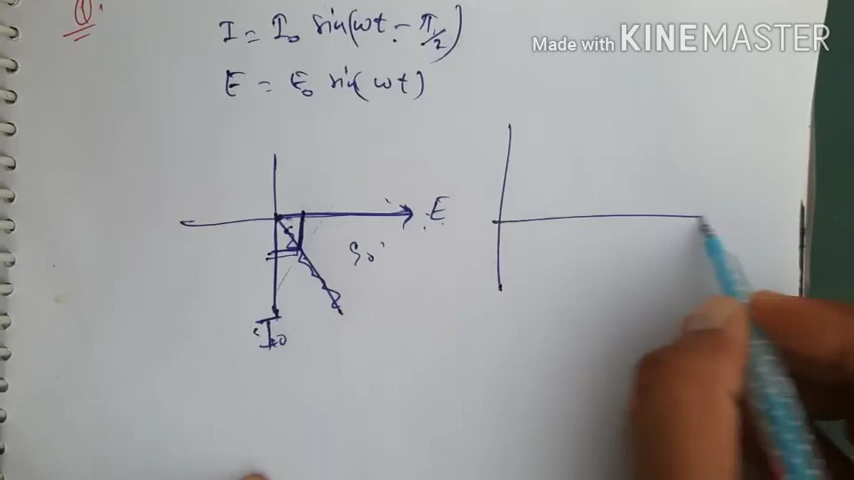 Q.
Made with KINEMASTER
I = I₀ sin(ωt - π/2)
E = E₀ sin(ωt)
E
90°
I₀